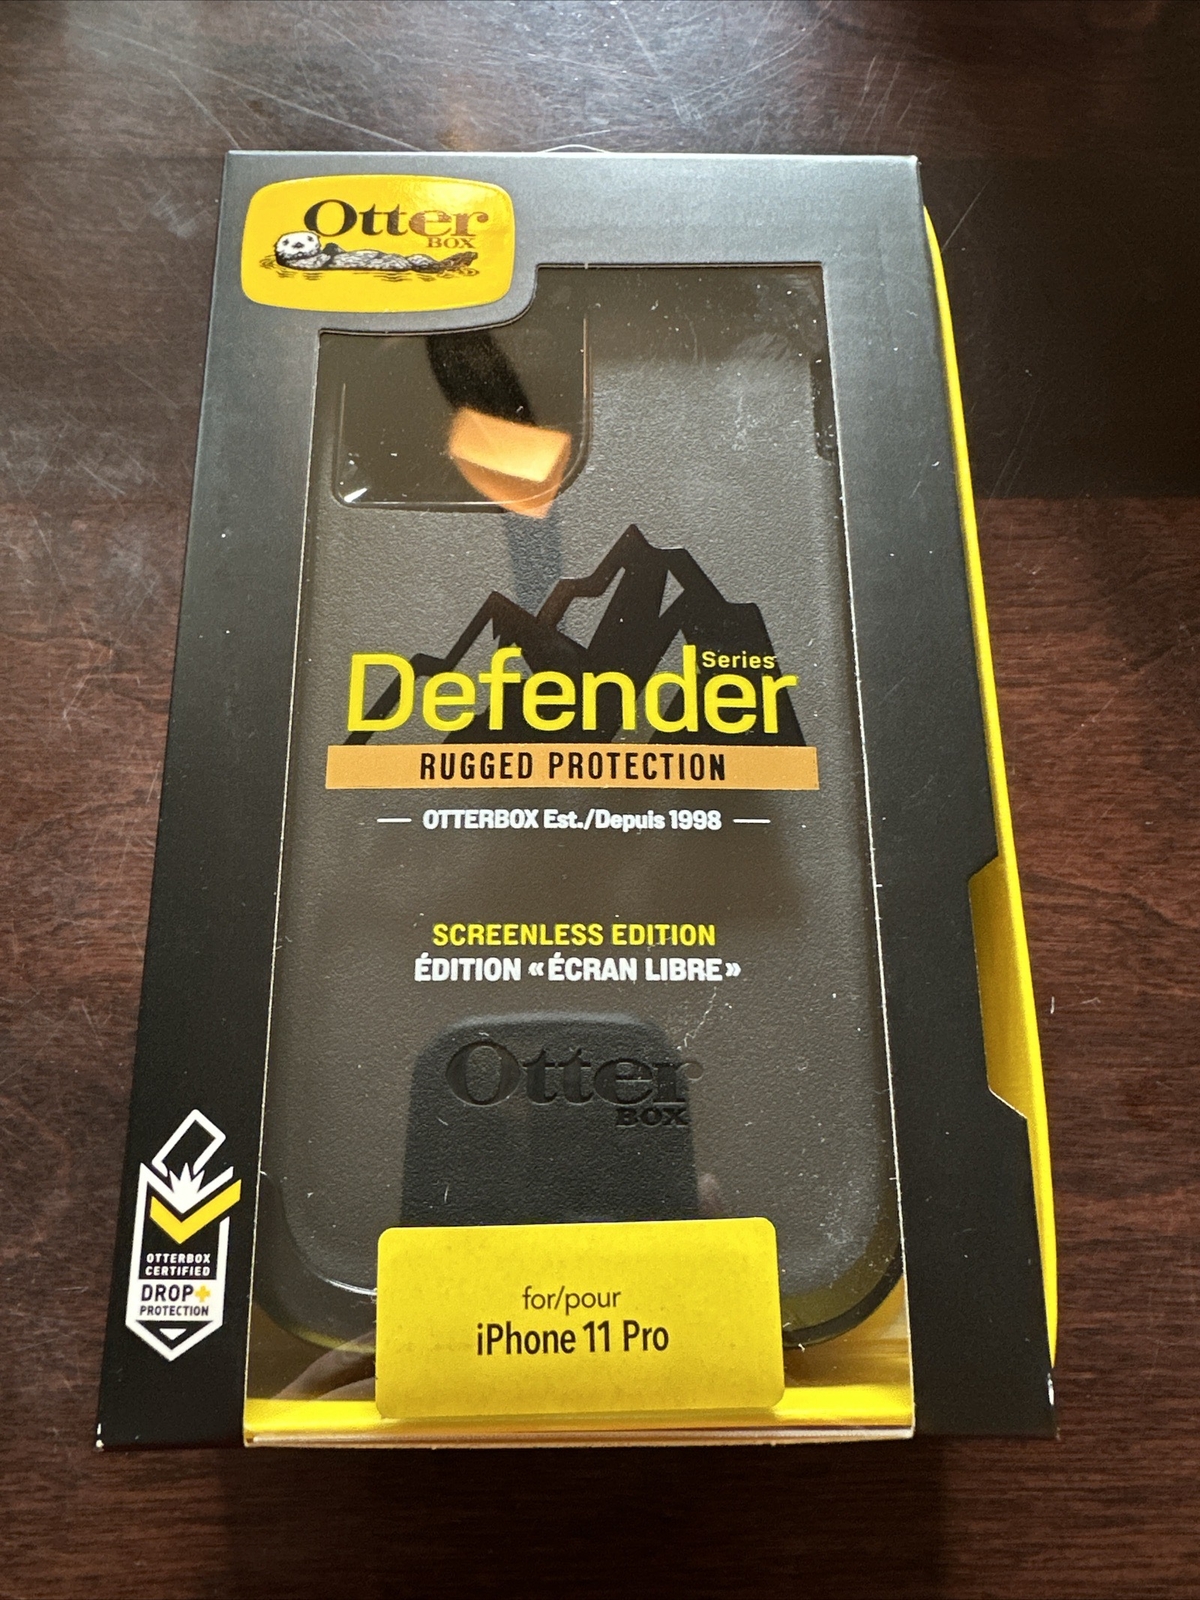 Otter
BOX
Series
Defender
RUGGED PROTECTION
OTTERBOX Est./Depuis 1998
SCREENLESS EDITION
ÉDITION « ÉCRAN LIBRE »
Otter
BOX
OTTERBOX
CERTIFIED
DROP+
PROTECTION
for/pour
iPhone 11 Pro